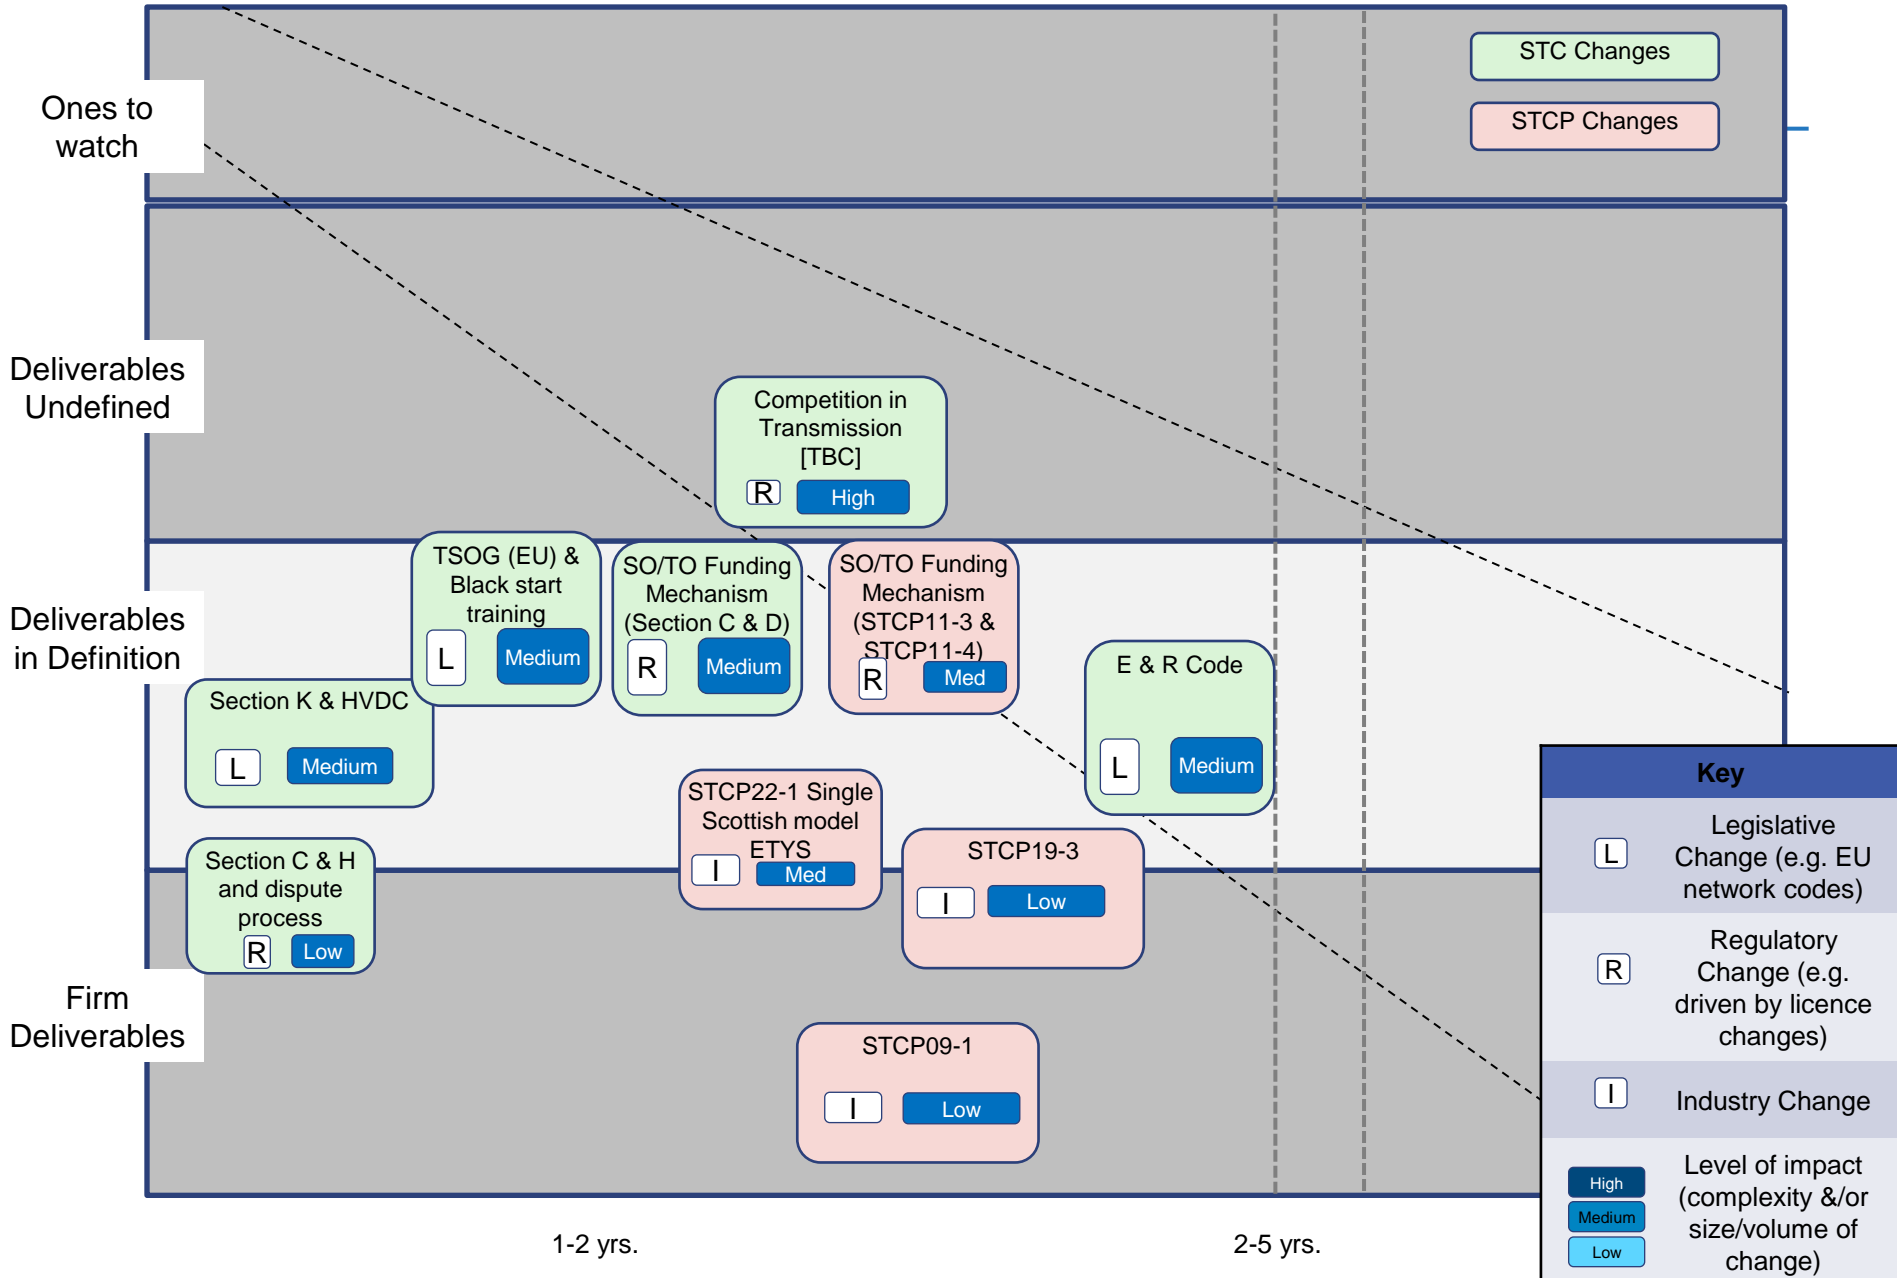 STC Changes
STCP Changes
Ones to
watch
Deliverables
Undefined
Competition in
Transmission
[TBC]
R
High
Deliverables
in Definition
TSOG (EU) &
Black start
training
L
Medium
SO/TO Funding
Mechanism
(Section C & D)
R
Medium
SO/TO Funding
Mechanism
(STCP11-3 &
STCP11-4)
R
Med
E & R Code
L
Medium
Section K & HVDC
L
Medium
STCP22-1 Single
Scottish model
ETYS
I
Med
STCP19-3
I
Low
Section C & H
and dispute
process
R
Low
Firm
Deliverables
STCP09-1
I
Low
Key
L
Legislative
Change (e.g. EU
network codes)
R
Regulatory
Change (e.g.
driven by licence
changes)
I
Industry Change
High
Medium
Low
Level of impact
(complexity &/or
size/volume of
change)
1-2 yrs.
2-5 yrs.